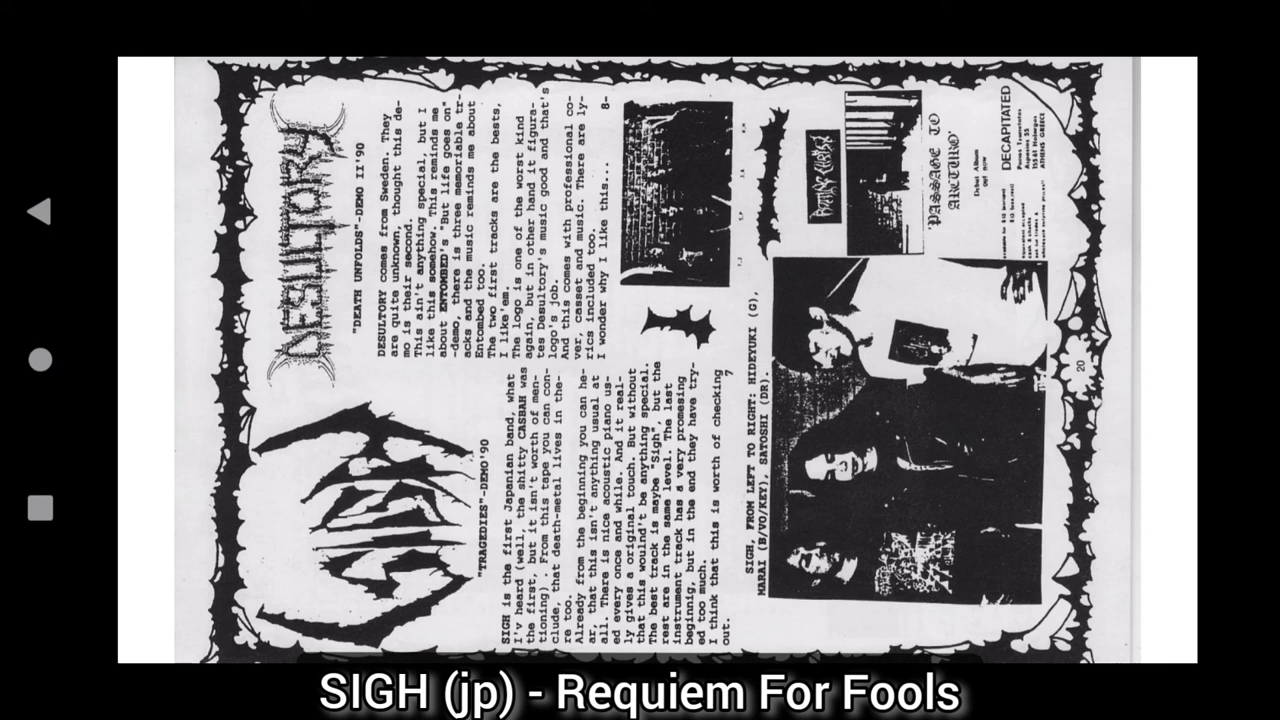 SIGH
"TRAGEDIES"-DEMO'90
SIGH is the first Japanian band, what
I've heard (well, the shitty CASBAH was
the first, but it isn't worth of men-
tioning). From this tape you can con-
clude, that death-metal lives in the-
re too.
Already from the beginning you can he-
ar, that this isn't anything usual at
all. There is nice acoustic piano us-
ed every once and while. And it real-
ly gives a original touch. But without
that this wouldn't be anything special.
The best track is maybe "Sigh", but the
rest are in the same level. The last
instrument track has a very promesing
beginnig, but in the end they have try-
ed too much.
I think that this is worth of checking
out. 7
DESULTORY
"DEATH UNFOLDS"-DEMO II'90
DESULTORY comes from Sweden. They
are quite unknown, thought this de-
mo is their second.
This ain't anything special, but I
like this somehow. This reminds me
about ENTOMBED's "But life goes on"
-demo, there is three memoriable tr-
acks and the music reminds me about
Entombed too.
The two first tracks are the bests,
I like'em.
The logo is one of the worst kind
again, but in other hand it figura-
tes Desultory's music good and that's
logo's job.
And this comes with professional co-
ver, casset and music. There are ly-
rics included too.
I wonder why I like this... 8-
SIGH, FROM LEFT TO RIGHT: HIDEYUKI (G),
MARAI (B/VO/KEY), SATOSHI (DR).
ROTTING CHRIST
'PASSAGE TO
ARCTURO'
Debut Album
out now
DECAPITATED
ATHENS GREECE
20
SIGH (jp) - Requiem For Fools